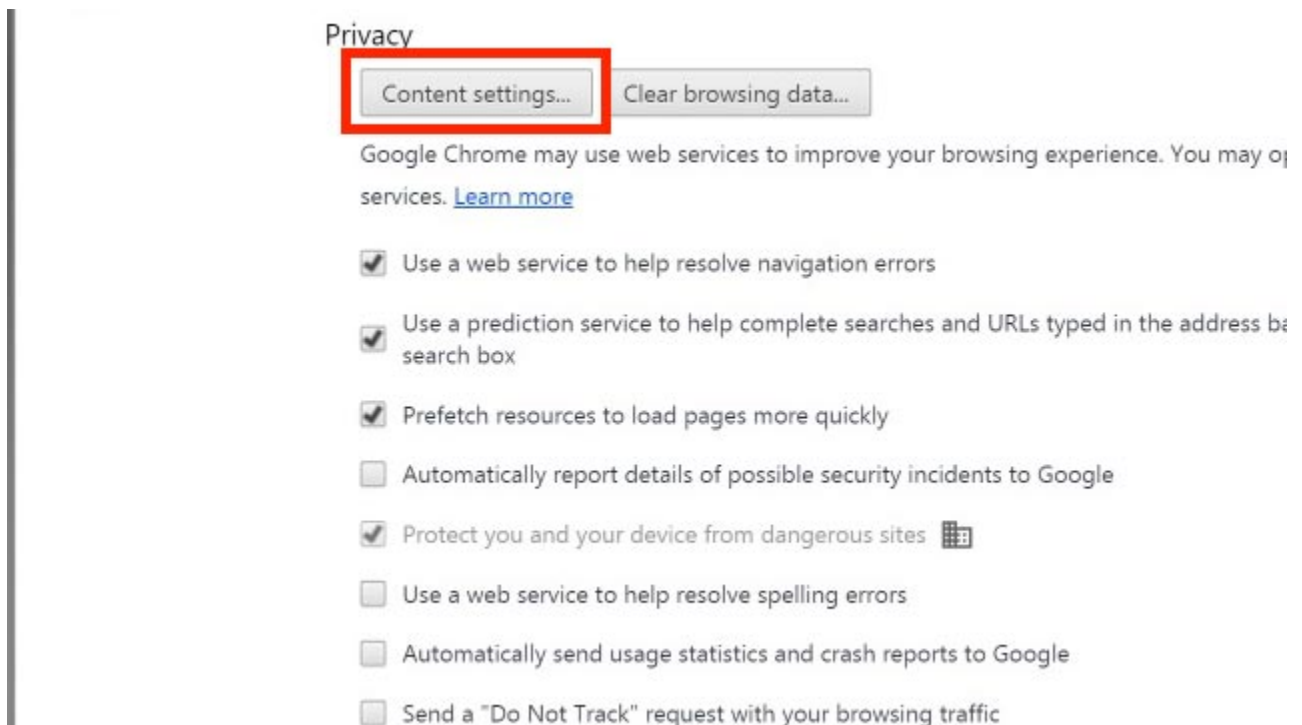 Privacy
Content settings... Clear browsing data...
Google Chrome may use web services to improve your browsing experience. You may
services. Learn more
Use a web service to help resolve navigation errors
Use a prediction service to help complete searches and URLs typed in the address
search box
Prefetch resources to load pages more quickly
Automatically report details of possible security incidents to Google
Protect you and your device from dangerous sites
Use a web service to help resolve spelling errors
Automatically send usage statistics and crash reports to Google
Send a "Do Not Track" request with your browsing traffic